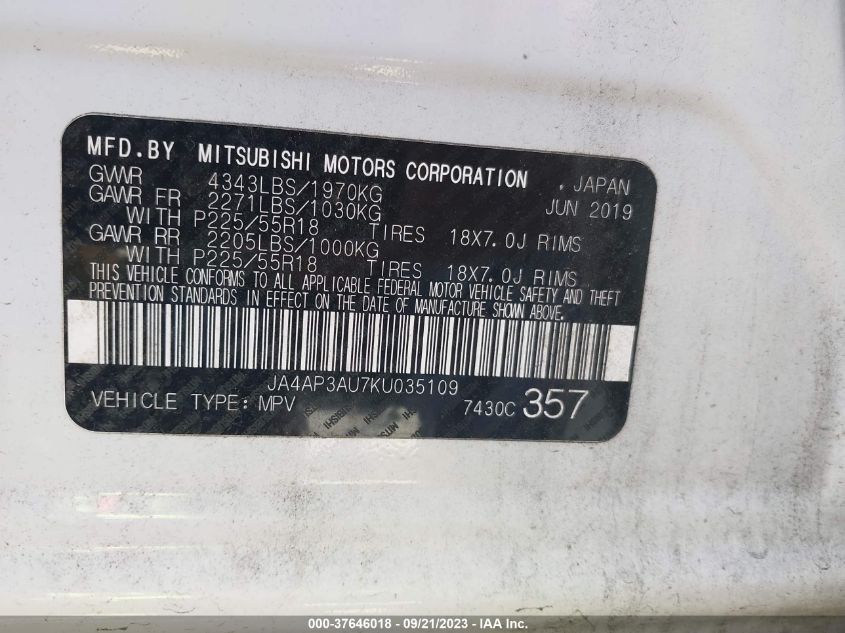 MFD.BY MITSUBISHI MOTORS CORPORATION , JAPAN
GVWR 4343LBS/1970KG JUN 2019
GAWR FR 2271LBS/1030KG
WITH P225/55R18 TIRES 18X7.0J RIMS
GAWR RR 2205LBS/1000KG
WITH P225/55R18 TIRES 18X7.0J RIMS
THIS VEHICLE CONFORMS TO ALL APPLICABLE FEDERAL MOTOR VEHICLE SAFETY AND THEFT
PREVENTION STANDARDS IN EFFECT ON THE DATE OF MANUFACTURE SHOWN ABOVE.
JA4AP3AU7KU035109
VEHICLE TYPE: MPV 7430C 357
000-37646018 - 09/21/2023 - IAA Inc.